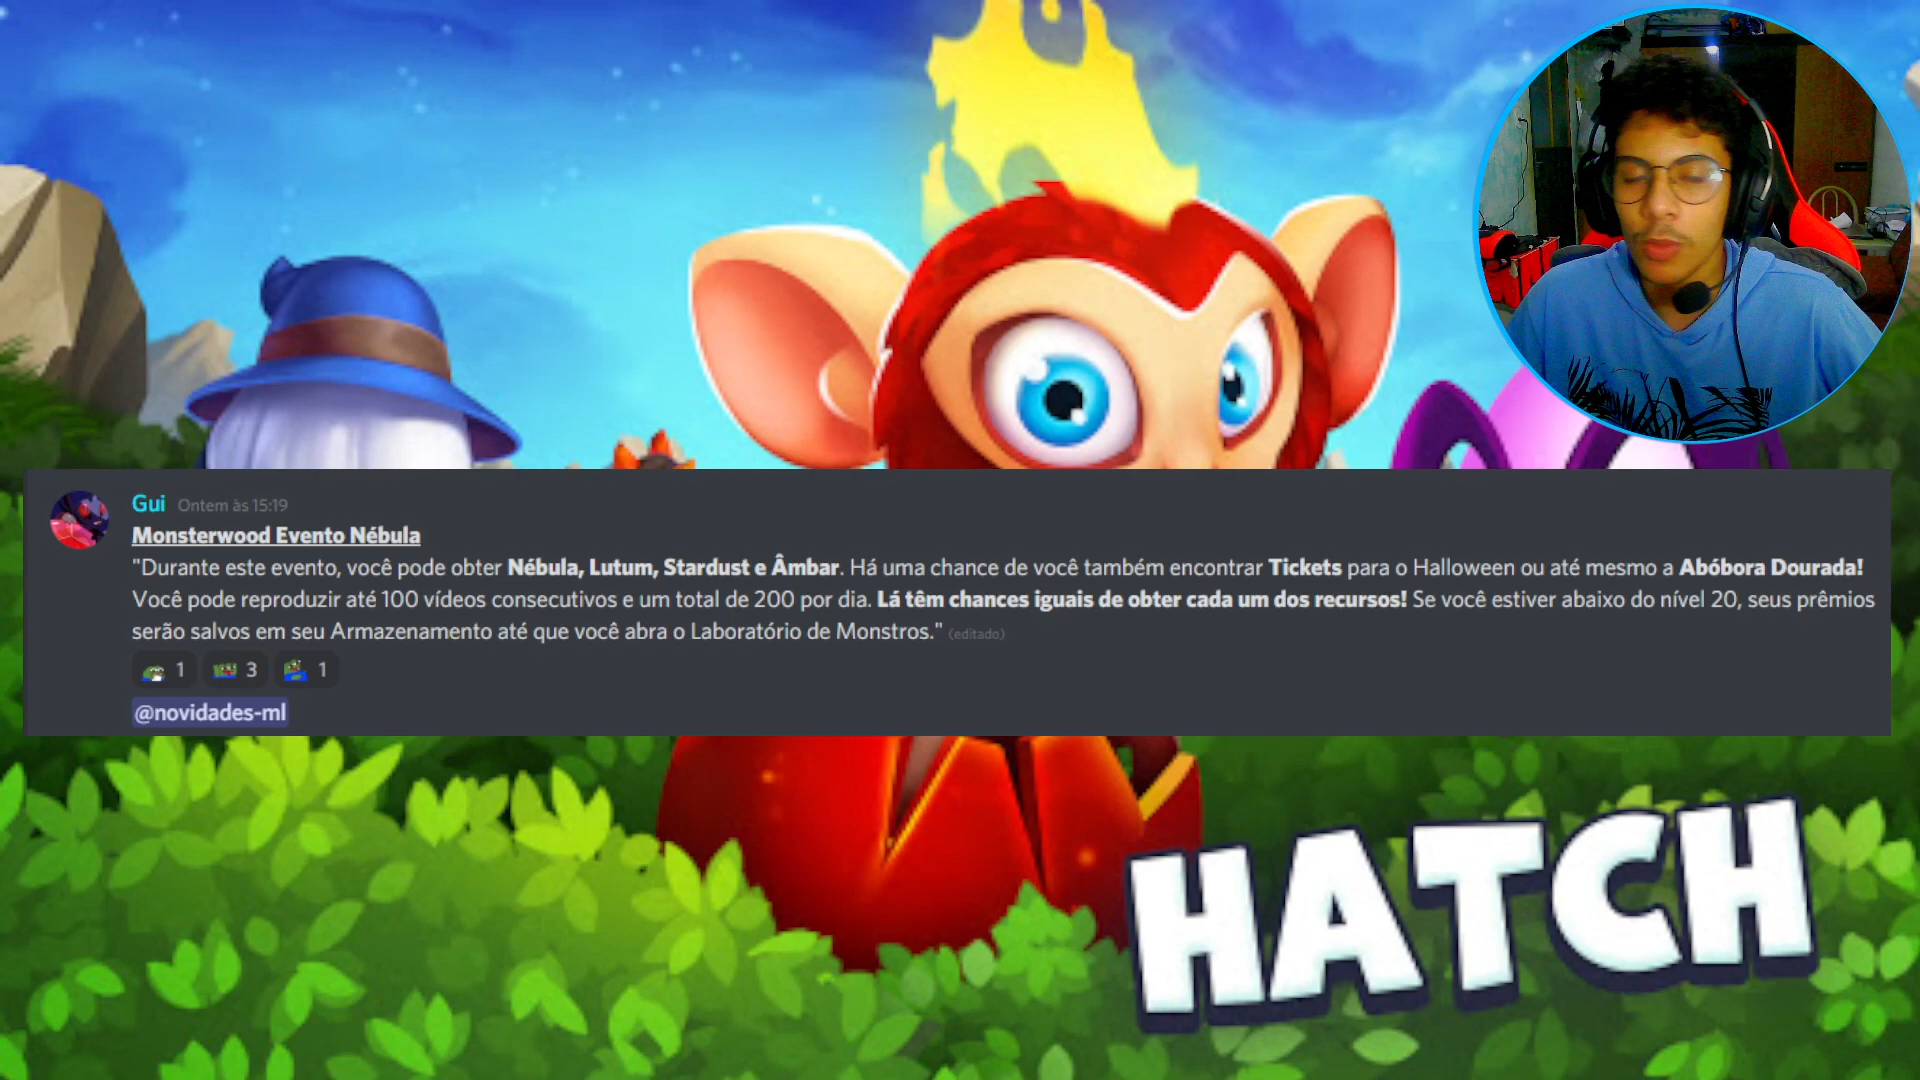 Gui Ontem às 15:19
Monsterwood Evento Nébula
"Durante este evento, você pode obter Nébula, Lutum, Stardust e Âmbar. Há uma chance de você também encontrar Tickets para o Halloween ou até mesmo a Abóbora Dourada!
Você pode reproduzir até 100 vídeos consecutivos e um total de 200 por dia. Lá têm chances iguais de obter cada um dos recursos! Se você estiver abaixo do nível 20, seus prêmios
serão salvos em seu Armazenamento até que você abra o Laboratório de Monstros." (editado)
1 3 1
@novidades-ml
HATCH